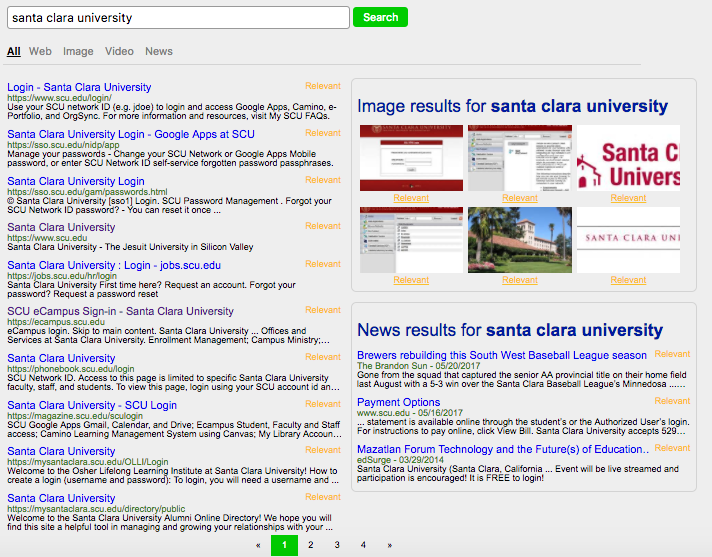 santa clara university
Search
All Web Image Video News
Login - Santa Clara University
Relevant
https://www.scu.edu/login/
Use your SCU network ID (e.g. jdoe) to login and access Google Apps, Camino, e-
Portfolio, and OrgSync. For more information and resources, visit My SCU FAQs.
Santa Clara University Login - Google Apps at SCU
Relevant
https://sso.scu.edu/nidp/app
Manage your passwords - Change your SCU Network or Google Apps Mobile
password, or enter SCU Network ID self-service forgotten password passphrases.
Santa Clara University Login
Relevant
https://sso.scu.edu/gam/passwords.html
© Santa Clara University [sso1] Login. SCU Password Management . Forgot your
SCU Network ID password? - You can reset it once ...
Santa Clara University
Relevant
https://www.scu.edu
Santa Clara University - The Jesuit University in Silicon Valley
Santa Clara University : Login - jobs.scu.edu
Relevant
https://jobs.scu.edu/hr/login
Santa Clara University First time here? Request an account. Forgot your
password? Request a password reset
SCU eCampus Sign-in - Santa Clara University
Relevant
https://ecampus.scu.edu
eCampus login. Skip to main content. Santa Clara University ... Offices and
Services at Santa Clara University. Enrollment Management; Campus Ministry;...
Santa Clara University
Relevant
https://phonebook.scu.edu/login
SCU Network ID. Access to this page is limited to specific Santa Clara University
faculty, staff, and students. To view this page, login using your SCU account id an...
Santa Clara University - SCU Login
Relevant
https://magazine.scu.edu/sculogin
SCU Google Apps Gmail, Calendar, and Drive; Ecampus Student, Faculty and Staff
access; Camino Learning Management System using Canvas; My Library Accoun...
Santa Clara University
Relevant
https://mysantaclara.scu.edu/OLLI/Login
Welcome to the Osher Lifelong Learning Institute at Santa Clara University! How to
create a login (username and password): To login, you will need a username and ...
Santa Clara University
Relevant
https://mysantaclara.scu.edu/directory/public
Welcome to the Santa Clara University Alumni Online Directory! We hope you will
find this site a helpful tool in managing and growing your relationships with your ...
Image results for santa clara university
Santa C
Univers
Relevant Relevant Relevant
SANTA CLARA UNI
Relevant Relevant Relevant
News results for santa clara university
Brewers rebuilding this South West Baseball League season
Relevant
The Brandon Sun - 05/20/2017
Gone from the squad that captured the senior AA provincial title on their home field
last August with a 5-3 win over the Santa Clara Baseball League's Minnedosa ......
Payment Options
Relevant
www.scu.edu - 05/16/2017
... statement is available online through the student's or the Authorized User's login.
For instructions to pay online, click View Bill. Santa Clara University accepts 529...
Mazatlan Forum Technology and the Future(s) of Education..
Relevant
edSurge - 03/29/2014
Santa Clara University (Santa Clara, California ... Event will be live streamed and
participation is encouraged! It is FREE to login!
« 1 2 3 4 »